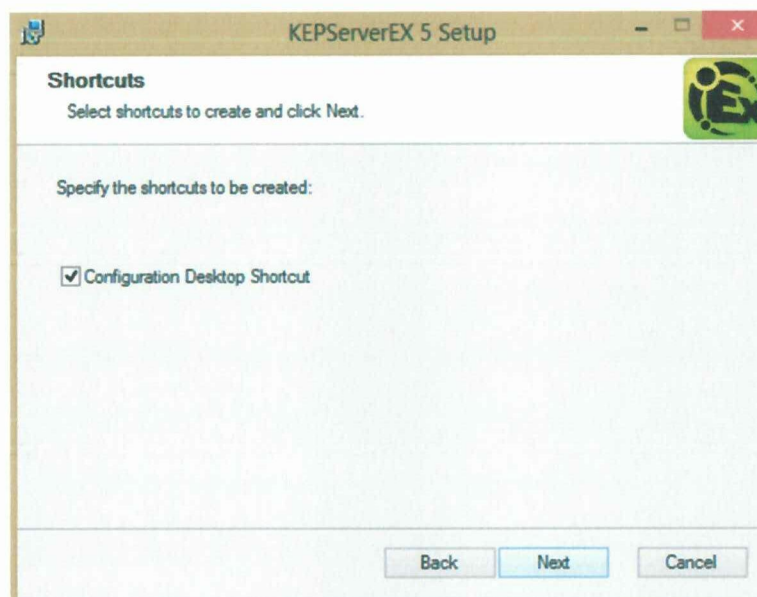 KEPServerEX 5 Setup
Shortcuts
Select shortcuts to create and click Next.
Ex
Specify the shortcuts to be created:
Configuration Desktop Shortcut
Back Next Cancel